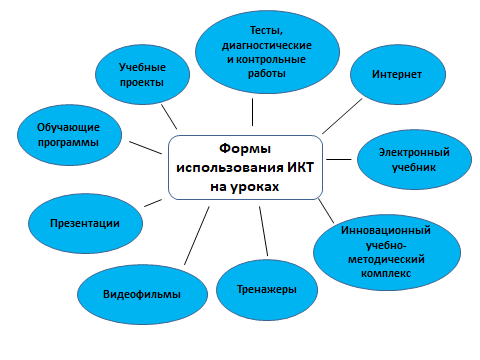 Тесты,
диагностические
и контрольные
работы
Учебные
проекты
Интернет
Обучающие
программы
Формы
использования ИКТ
на уроках
Электронный
учебник
Презентации
Инновационный
учебно-
методический
комплекс
Видеофильмы
Тренажеры